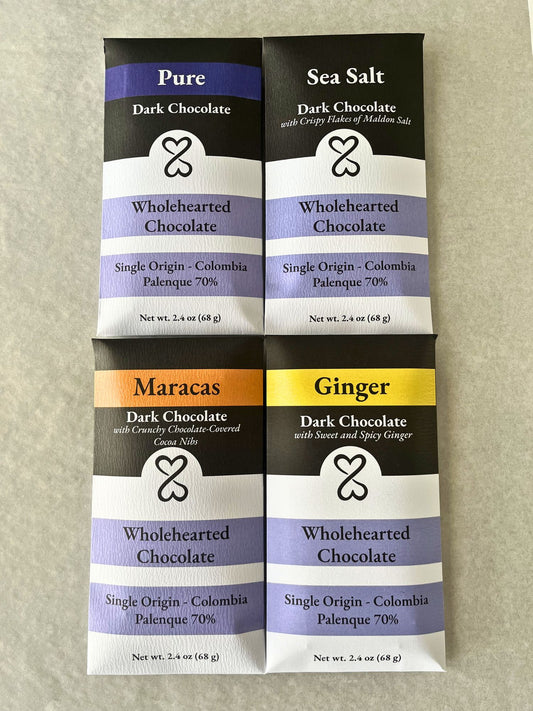 Pure
Dark Chocolate
Wholehearted
Chocolate
Single Origin - Colombia
Palenque 70%
Net wt. 2.4 oz (68 g)
Sea Salt
Dark Chocolate
with Crispy Flakes of Maldon Salt
Wholehearted
Chocolate
Single Origin - Colombia
Palenque 70%
Net wt. 2.4 oz (68 g)
Maracas
Dark Chocolate
with Crunchy Chocolate-Covered
Cocoa Nibs
Wholehearted
Chocolate
Single Origin - Colombia
Palenque 70%
Net wt. 2.4 oz (68 g)
Ginger
Dark Chocolate
with Sweet and Spicy Ginger
Wholehearted
Chocolate
Single Origin - Colombia
Palenque 70%
Net wt. 2.4 oz (68 g)